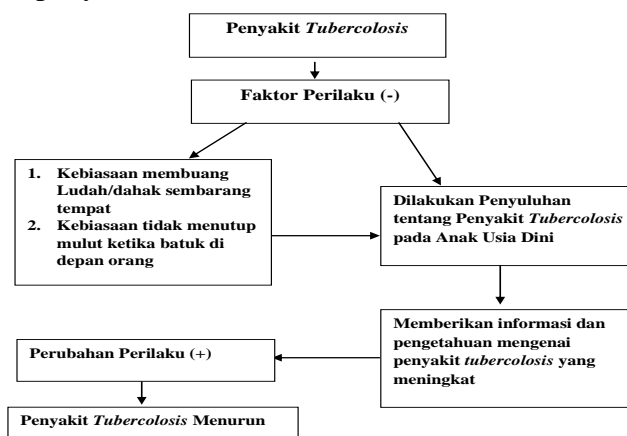 Penyakit Tubercolosis
Faktor Perilaku (-)
1. Kebiasaan membuang
Ludah/dahak sembarang
tempat
2. Kebiasaan tidak menutup
mulut ketika batuk di
depan orang
Dilakukan Penyuluhan
tentang Penyakit Tubercolosis
pada Anak Usia Dini
Memberikan informasi dan
pengetahuan mengenai
penyakit tubercolosis yang
meningkat
Perubahan Perilaku (+)
Penyakit Tubercolosis Menurun